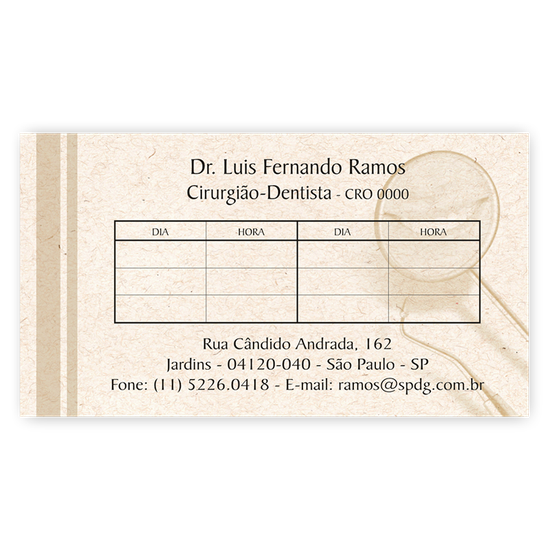 Dr. Luis Fernando Ramos
Cirurgião-Dentista - CRO 0000
DIA HORA DIA HORA
Rua Cândido Andrada, 162
Jardins - 04120-040 - São Paulo - SP
Fone: (11) 5226.0418 - E-mail: ramos@spdg.com.br